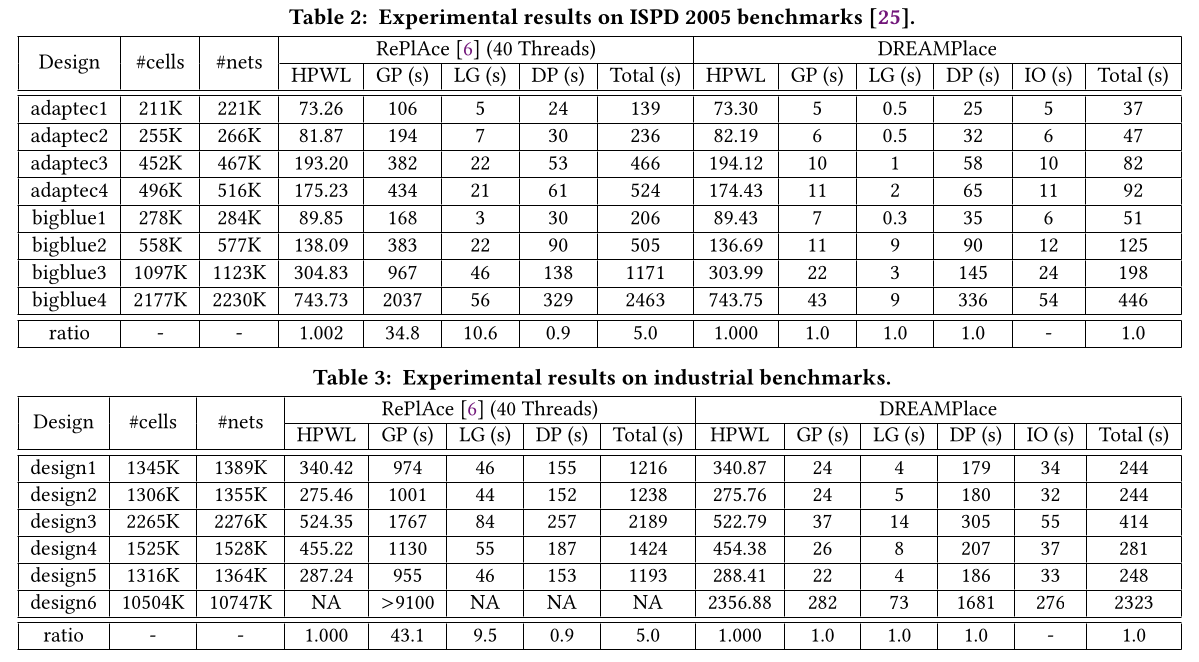 Table 2: Experimental results on ISPD 2005 benchmarks [25].
Design #cells #nets RePlAce [6] (40 Threads) DREAMPlace
HPWL GP (s) LG (s) DP (s) Total (s) HPWL GP (s) LG (s) DP (s) IO (s) Total (s)
adaptec1 211K 221K 73.26 106 5 24 139 73.30 5 0.5 25 5 37
adaptec2 255K 266K 81.87 194 7 30 236 82.19 6 0.5 32 6 47
adaptec3 452K 467K 193.20 382 22 53 466 194.12 10 1 58 10 82
adaptec4 496K 516K 175.23 434 21 61 524 174.43 11 2 65 11 92
bigblue1 278K 284K 89.85 168 3 30 206 89.43 7 0.3 35 6 51
bigblue2 558K 577K 138.09 383 22 90 505 136.69 11 9 90 12 125
bigblue3 1097K 1123K 304.83 967 46 138 1171 303.99 22 3 145 24 198
bigblue4 2177K 2230K 743.73 2037 56 329 2463 743.75 43 9 336 54 446
ratio - - 1.002 34.8 10.6 0.9 5.0 1.000 1.0 1.0 1.0 - 1.0
Table 3: Experimental results on industrial benchmarks.
Design #cells #nets RePlAce [6] (40 Threads) DREAMPlace
HPWL GP (s) LG (s) DP (s) Total (s) HPWL GP (s) LG (s) DP (s) IO (s) Total (s)
design1 1345K 1389K 340.42 974 46 155 1216 340.87 24 4 179 34 244
design2 1306K 1355K 275.46 1001 44 152 1238 275.76 24 5 180 32 244
design3 2265K 2276K 524.35 1767 84 257 2189 522.79 37 14 305 55 414
design4 1525K 1528K 455.22 1130 55 187 1424 454.38 26 8 207 37 281
design5 1316K 1364K 287.24 955 46 153 1193 288.41 22 4 186 33 248
design6 10504K 10747K NA >9100 NA NA NA 2356.88 282 73 1681 276 2323
ratio - - 1.000 43.1 9.5 0.9 5.0 1.000 1.0 1.0 1.0 - 1.0